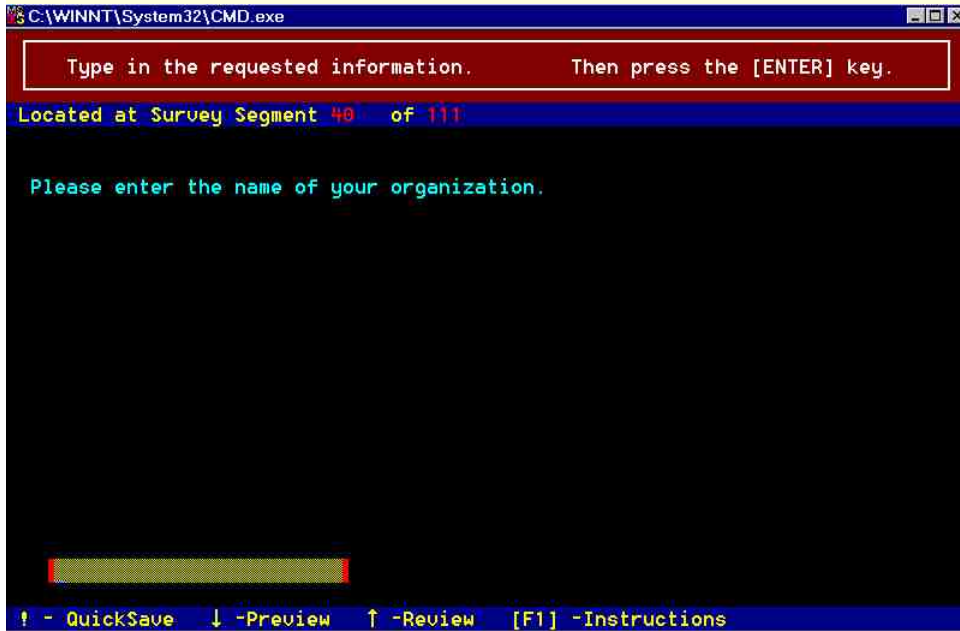 C:\WINNT\System32\CMD.exe
Type in the requested information. Then press the [ENTER] key.
Located at Survey Segment 40 of 111
Please enter the name of your organization.
! - QuickSave ↓ -Preview ↑ -Review [F1] -Instructions